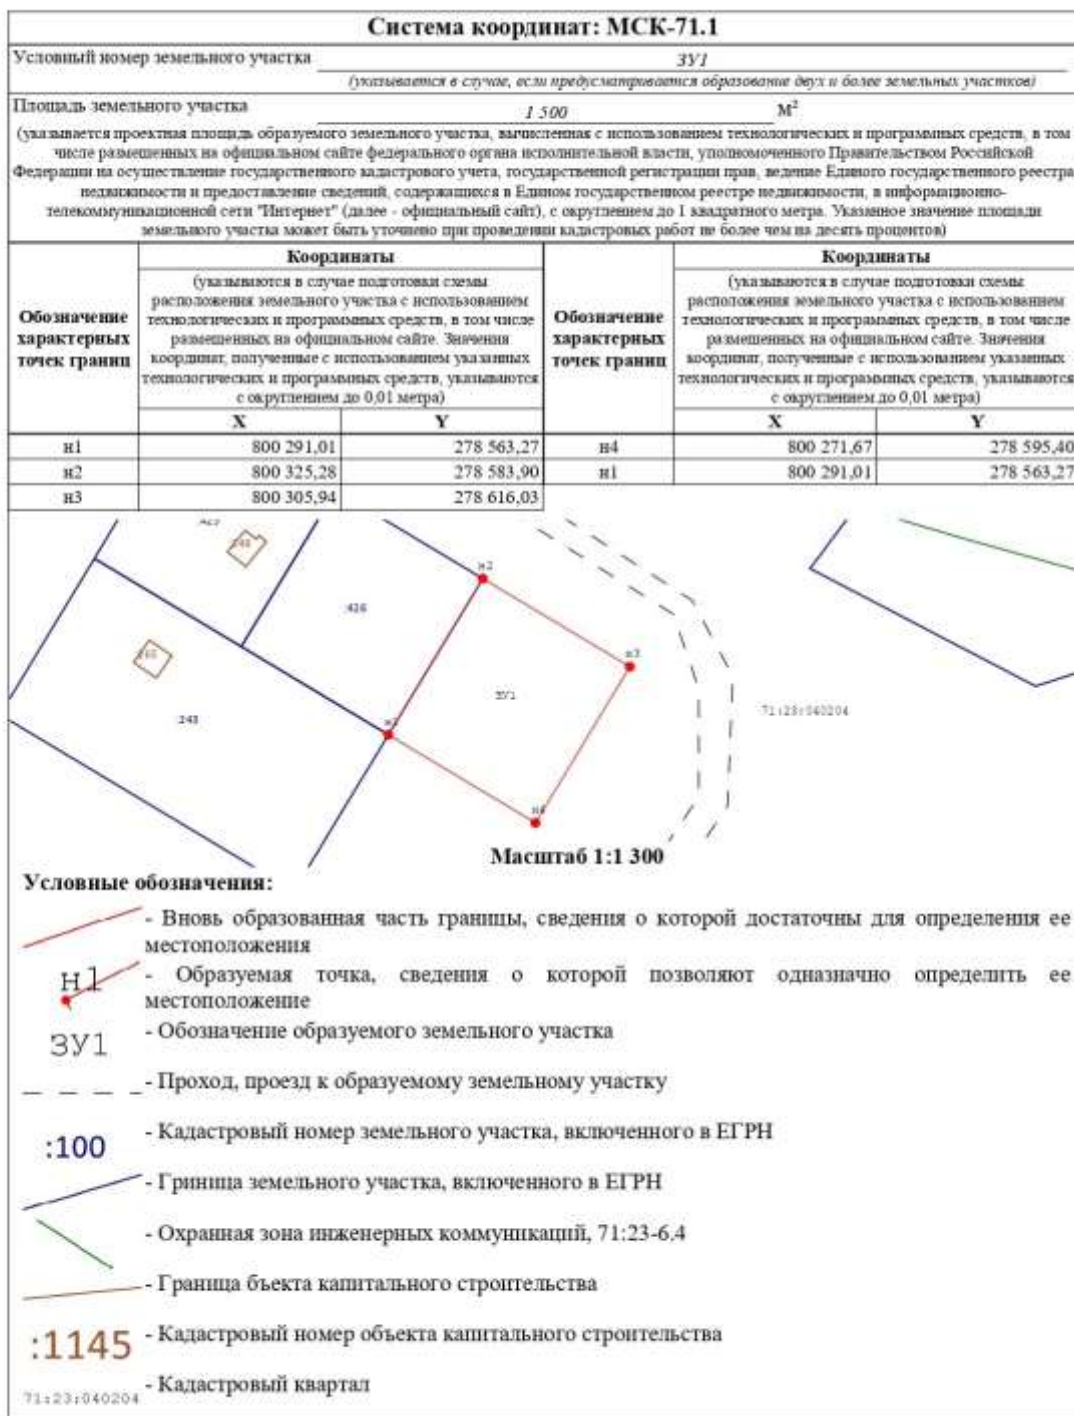 Система координат: МСК-71.1
Условный номер земельного участка ЗУ1
(указывается в случае, если предусматривается образование двух и более земельных участков)
Площадь земельного участка 1 500 м²
(указывается проектная площадь образуемого земельного участка, вычисленная с использованием технологических и программных средств, в том
числе размещенных на официальном сайте федерального органа исполнительной власти, уполномоченного Правительством Российской
Федерации на осуществление государственного кадастрового учета, государственной регистрации прав, ведение Единого государственного реестра
недвижимости и предоставление сведений, содержащихся в Едином государственном реестре недвижимости, в информационно-
телекоммуникационной сети "Интернет" (далее - официальный сайт), с округлением до 1 квадратного метра. Указанное значение площади
земельного участка может быть уточнено при проведении кадастровых работ не более чем на десять процентов)
Обозначение
характерных
точек границ
Координаты
(указываются в случае подготовки схемы
расположения земельного участка с использованием
технологических и программных средств, в том числе
размещенных на официальном сайте. Значения
координат, полученные с использованием указанных
технологических и программных средств, указываются
с округлением до 0,01 метра)
X Y
Обозначение
характерных
точек границ
Координаты
(указываются в случае подготовки схемы
расположения земельного участка с использованием
технологических и программных средств, в том числе
размещенных на официальном сайте. Значения
координат, полученные с использованием указанных
технологических и программных средств, указываются
с округлением до 0,01 метра)
X Y
н1 800 291,01 278 563,27 н4 800 271,67 278 595,40
н2 800 325,28 278 583,90 н1 800 291,01 278 563,27
н3 800 305,94 278 616,03
н2
:426
н3
ЗУ1
71:23:040204
:243
н1
н4
Масштаб 1:1 300
Условные обозначения:
- Вновь образованная часть границы, сведения о которой достаточны для определения ее
местоположения
н1
- Образуемая точка, сведения о которой позволяют одназначно определить ее
местоположение
ЗУ1 - Обозначение образуемого земельного участка
- Проход, проезд к образуемому земельному участку
:100 - Кадастровый номер земельного участка, включенного в ЕГРН
- Гриница земельного участка, включенного в ЕГРН
- Охранная зона инженерных коммуникаций, 71:23-6.4
- Граница бъекта капитального строительства
:1145 - Кадастровый номер объекта капитального строительства
71:23:040204 - Кадастровый квартал